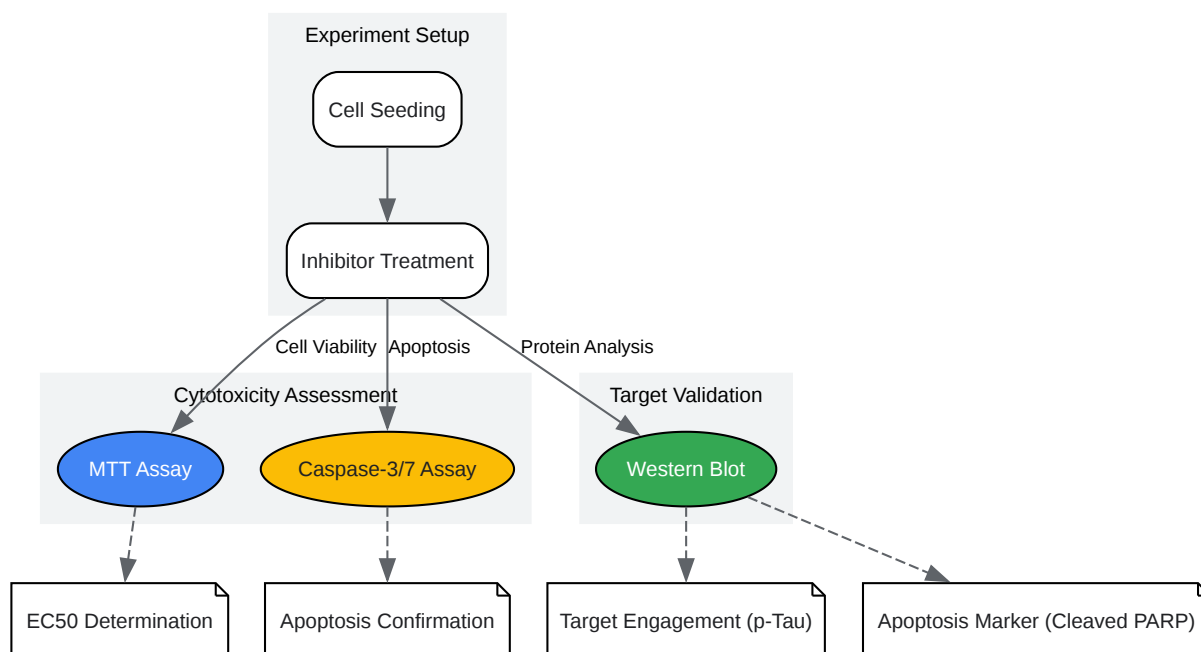 Experiment Setup
Cell Seeding
Inhibitor Treatment
Cell Viability
Apoptosis
Protein Analysis
Cytotoxicity Assessment
Target Validation
MTT Assay
Caspase-3/7 Assay
Western Blot
EC50 Determination
Apoptosis Confirmation
Target Engagement (p-Tau)
Apoptosis Marker (Cleaved PARP)